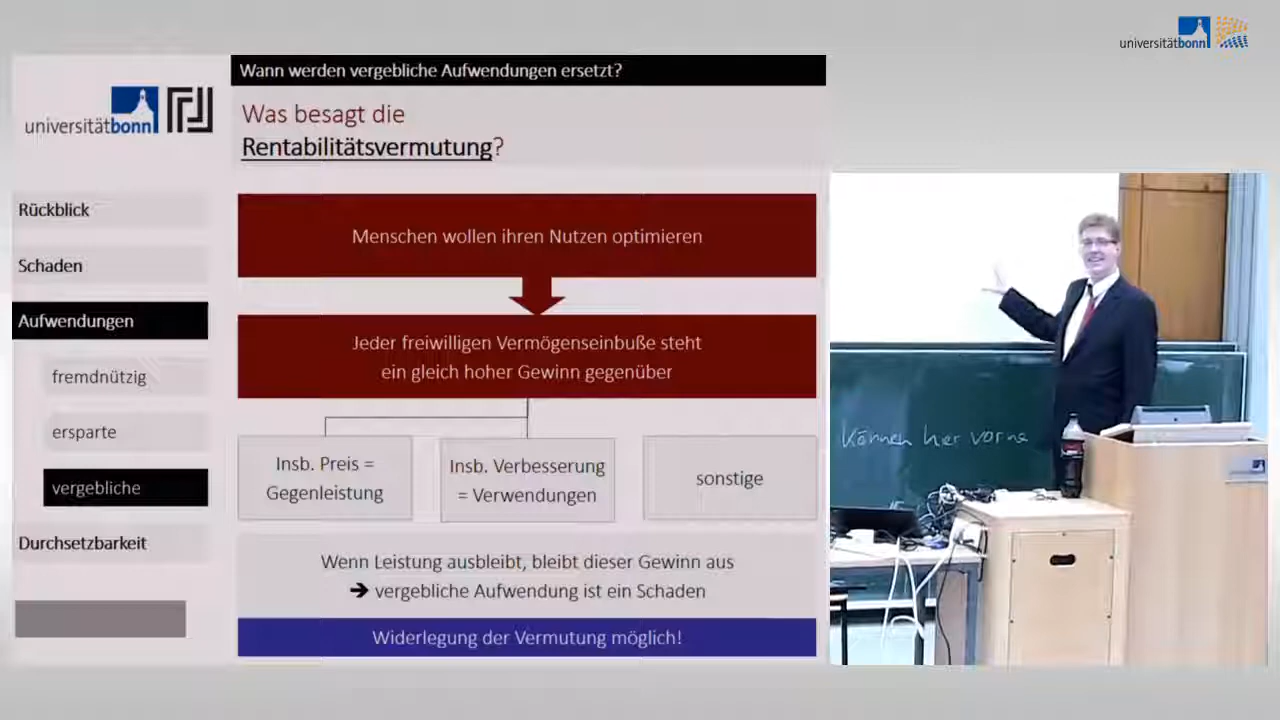 universitätbonn
Wann werden vergebliche Aufwendungen ersetzt?
universitätbonn
Was besagt die
Rentabilitätsvermutung?
Rückblick
Schaden
Aufwendungen
fremdnützig
ersparte
vergebliche
Durchsetzbarkeit
Menschen wollen ihren Nutzen optimieren
Jeder freiwilligen Vermögenseinbuße steht
ein gleich hoher Gewinn gegenüber
Insb. Preis =
Gegenleistung
Insb. Verbesserung
= Verwendungen
sonstige
Wenn Leistung ausbleibt, bleibt dieser Gewinn aus
➔ vergebliche Aufwendung ist ein Schaden
Widerlegung der Vermutung möglich!
Können hier vorne